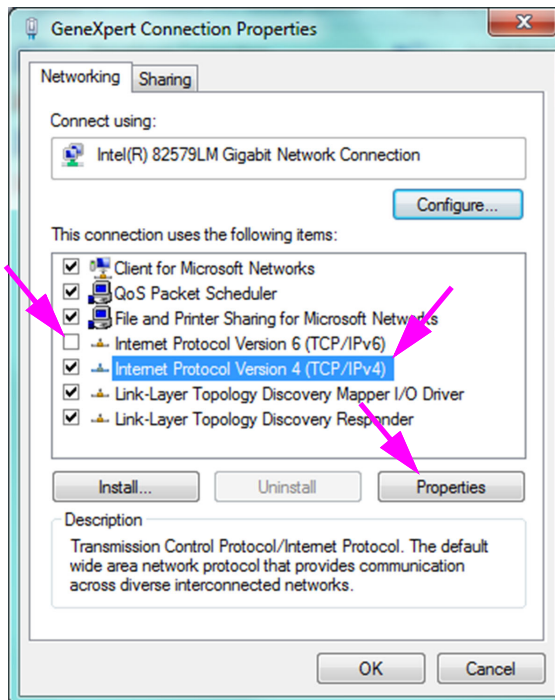 GeneXpert Connection Properties
Networking
Sharing
Connect using:
Intel(R) 82579LM Gigabit Network Connection
Configure...
This connection uses the following items:
Client for Microsoft Networks
QoS Packet Scheduler
File and Printer Sharing for Microsoft Networks
Internet Protocol Version 6 (TCP/IPv6)
Internet Protocol Version 4 (TCP/IPv4)
Link-Layer Topology Discovery Mapper I/O Driver
Link-Layer Topology Discovery Responder
Install...
Uninstall
Properties
Description
Transmission Control Protocol/Internet Protocol. The default
wide area network protocol that provides communication
across diverse interconnected networks.
OK
Cancel